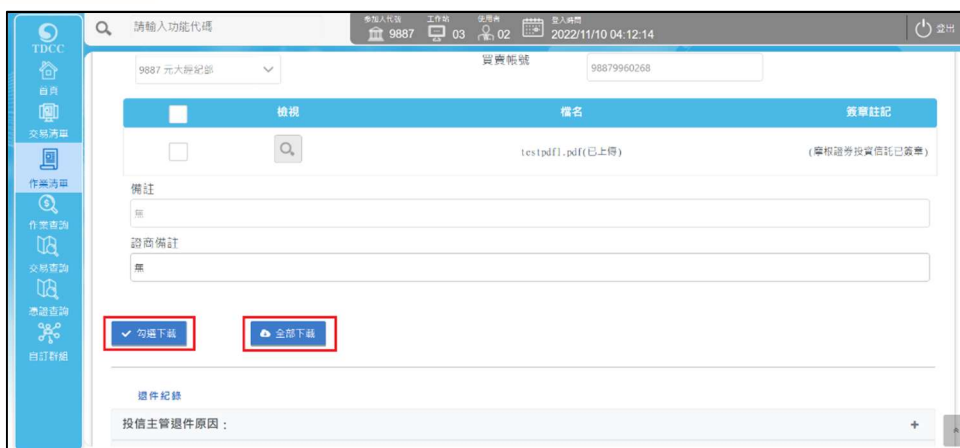 TDCC
請輸入功能代碼
參加人代號 9887
工作站 03
使用者 02
登入時間 2022/11/10 04:12:14
登出
首頁
交易清單
作業清單
作業查詢
交易查詢
憑證查詢
自訂群組
9887 元大經紀部
買賣帳號
98879960268
檢視 檔名 簽章註記
testpdf1.pdf(已上傳) (摩根證券投資信託已簽章)
備註
無
證商備註
無
勾選下載 全部下載
退件紀錄
投信主管退件原因： +